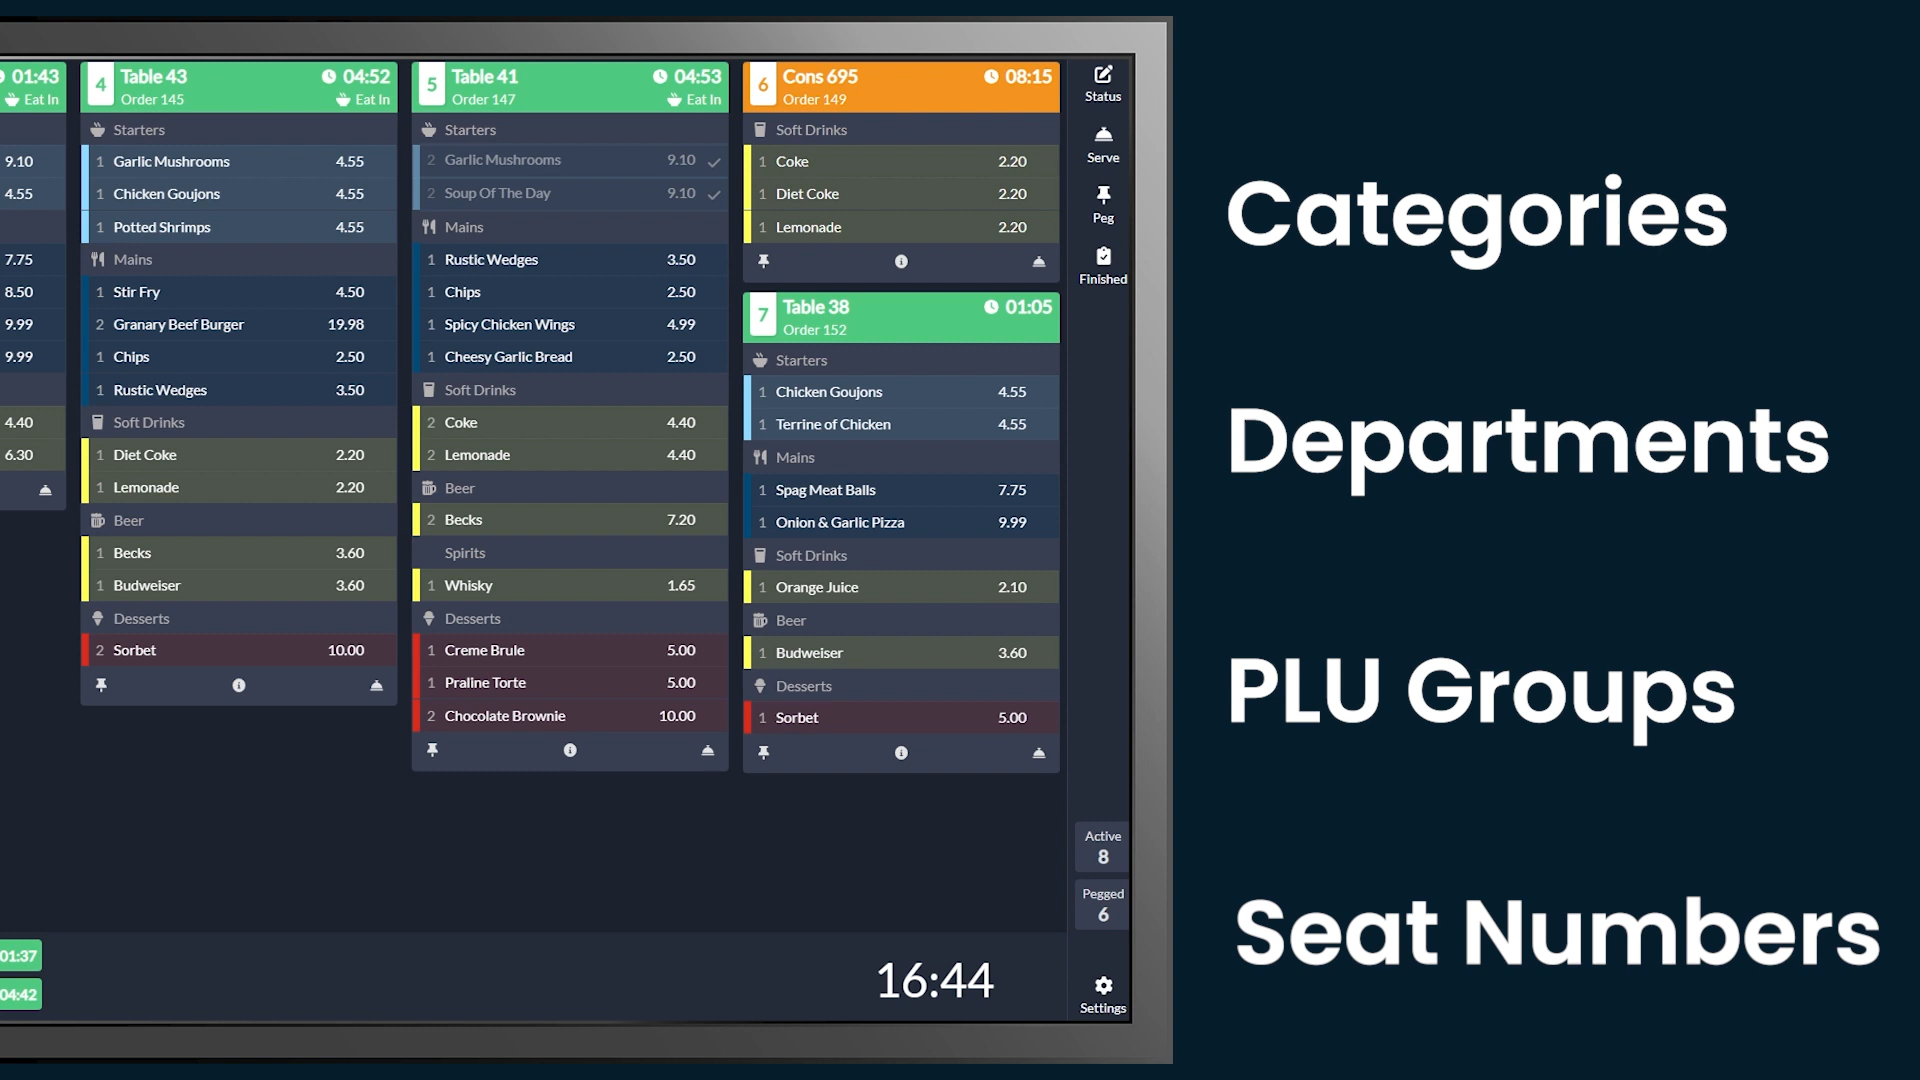 01:43
Eat In
9.10
4.55
7.75
8.50
9.99
9.99
4.40
6.30
4 Table 43 04:52
Order 145 Eat In
Starters
1 Garlic Mushrooms 4.55
1 Chicken Goujons 4.55
1 Potted Shrimps 4.55
Mains
1 Stir Fry 4.50
2 Granary Beef Burger 19.98
1 Chips 2.50
1 Rustic Wedges 3.50
Soft Drinks
1 Diet Coke 2.20
1 Lemonade 2.20
Beer
1 Becks 3.60
1 Budweiser 3.60
Desserts
2 Sorbet 10.00
5 Table 41 04:53
Order 147 Eat In
Starters
2 Garlic Mushrooms 9.10
2 Soup Of The Day 9.10
Mains
1 Rustic Wedges 3.50
1 Chips 2.50
1 Spicy Chicken Wings 4.99
1 Cheesy Garlic Bread 2.50
Soft Drinks
2 Coke 4.40
2 Lemonade 4.40
Beer
2 Becks 7.20
Spirits
1 Whisky 1.65
Desserts
1 Creme Brule 5.00
1 Praline Torte 5.00
2 Chocolate Brownie 10.00
6 Cons 695 08:15
Order 149
Soft Drinks
1 Coke 2.20
1 Diet Coke 2.20
1 Lemonade 2.20
7 Table 38 01:05
Order 152
Starters
1 Chicken Goujons 4.55
1 Terrine of Chicken 4.55
Mains
1 Spag Meat Balls 7.75
1 Onion & Garlic Pizza 9.99
Soft Drinks
1 Orange Juice 2.10
Beer
1 Budweiser 3.60
Desserts
1 Sorbet 5.00
Status
Serve
Peg
Finished
Active
8
Pegged
6
Settings
01:37
04:42
16:44
Categories
Departments
PLU Groups
Seat Numbers